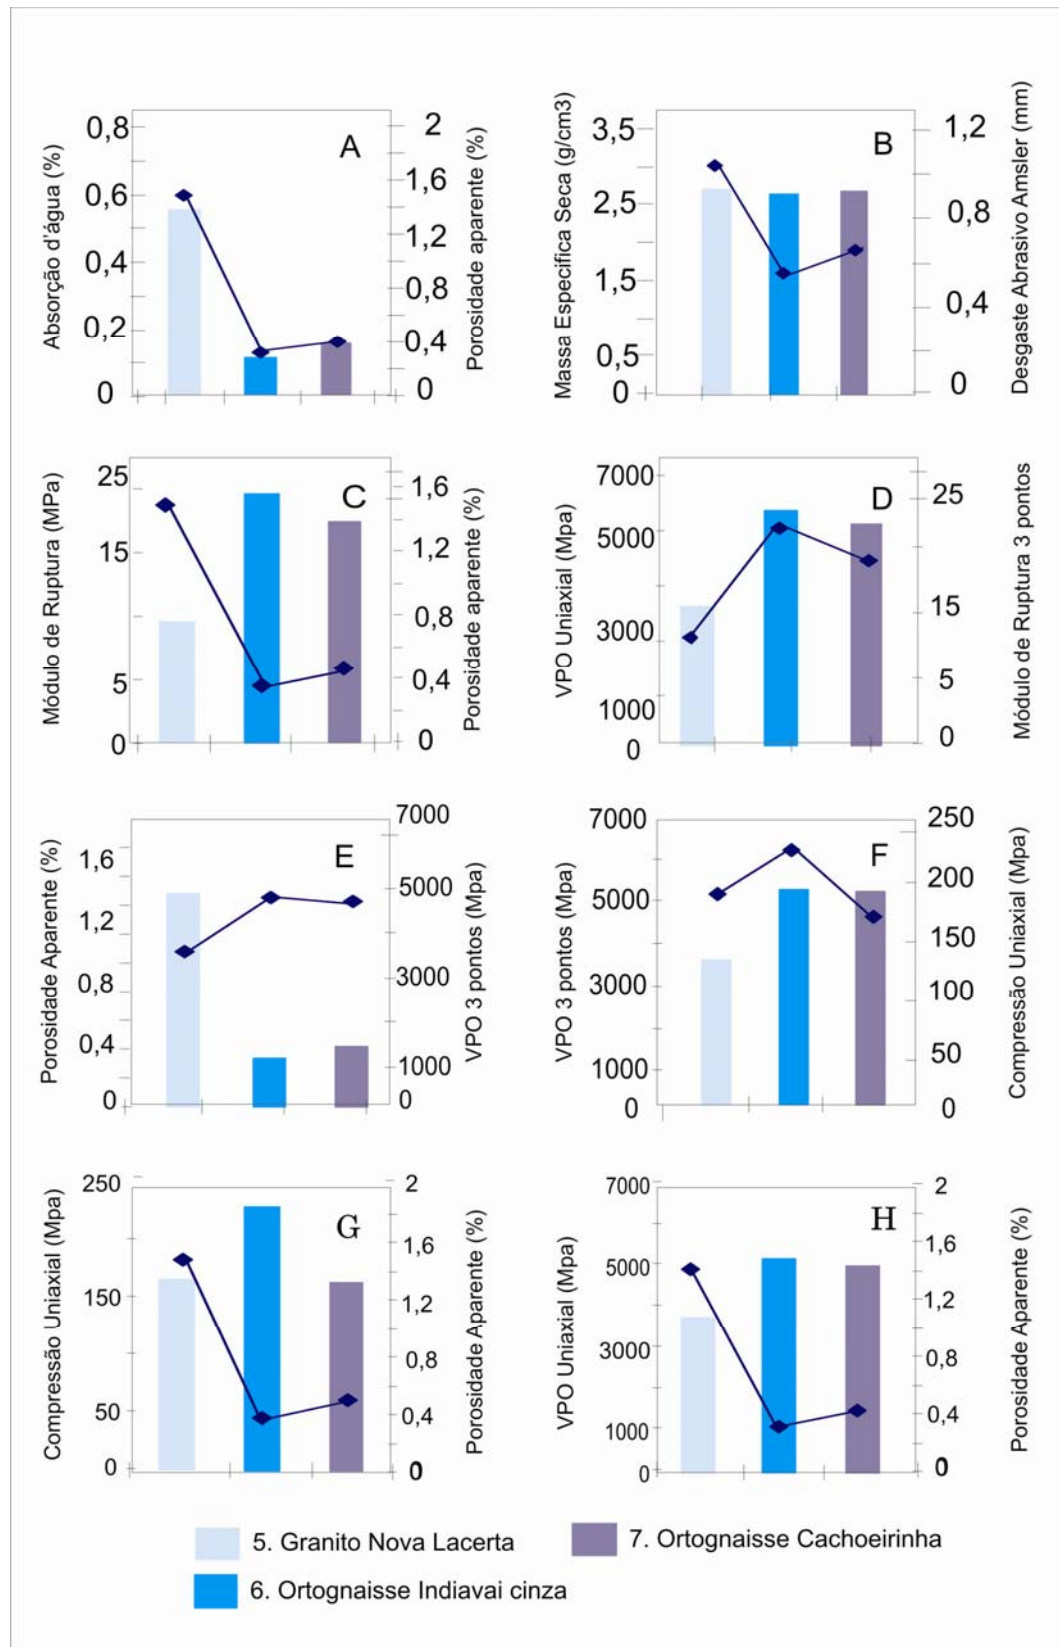 A
Absorção d'água (%)
0,8
0,6
0,4
0,2
0
2
1,6
1,2
0,8
0,4
0
Porosidade aparente (%)
B
Massa Especifica Seca (g/cm3)
3,5
2,5
1,5
0,5
0
1,2
0,8
0,4
0
Desgaste Abrasivo Amsler (mm)
C
Módulo de Ruptura (MPa)
25
15
5
0
1,6
1,2
0,8
0,4
0
Porosidade aparente (%)
D
VPO Uniaxial (Mpa)
7000
5000
3000
1000
0
25
15
5
0
Módulo de Ruptura 3 pontos
E
Porosidade Aparente (%)
1,6
1,2
0,8
0,4
0
7000
5000
3000
1000
0
VPO 3 pontos (Mpa)
F
VPO 3 pontos (Mpa)
7000
5000
3000
1000
0
250
200
150
100
50
0
Compressão Uniaxial (Mpa)
G
Compressão Uniaxial (Mpa)
250
150
50
0
2
1,6
1,2
0,8
0,4
0
Porosidade Aparente (%)
H
VPO Uniaxial (Mpa)
7000
5000
3000
1000
0
2
1,6
1,2
0,8
0,4
0
Porosidade Aparente (%)
5. Granito Nova Lacerta
7. Ortognaisse Cachoeirinha
6. Ortognaisse Indiavai cinza